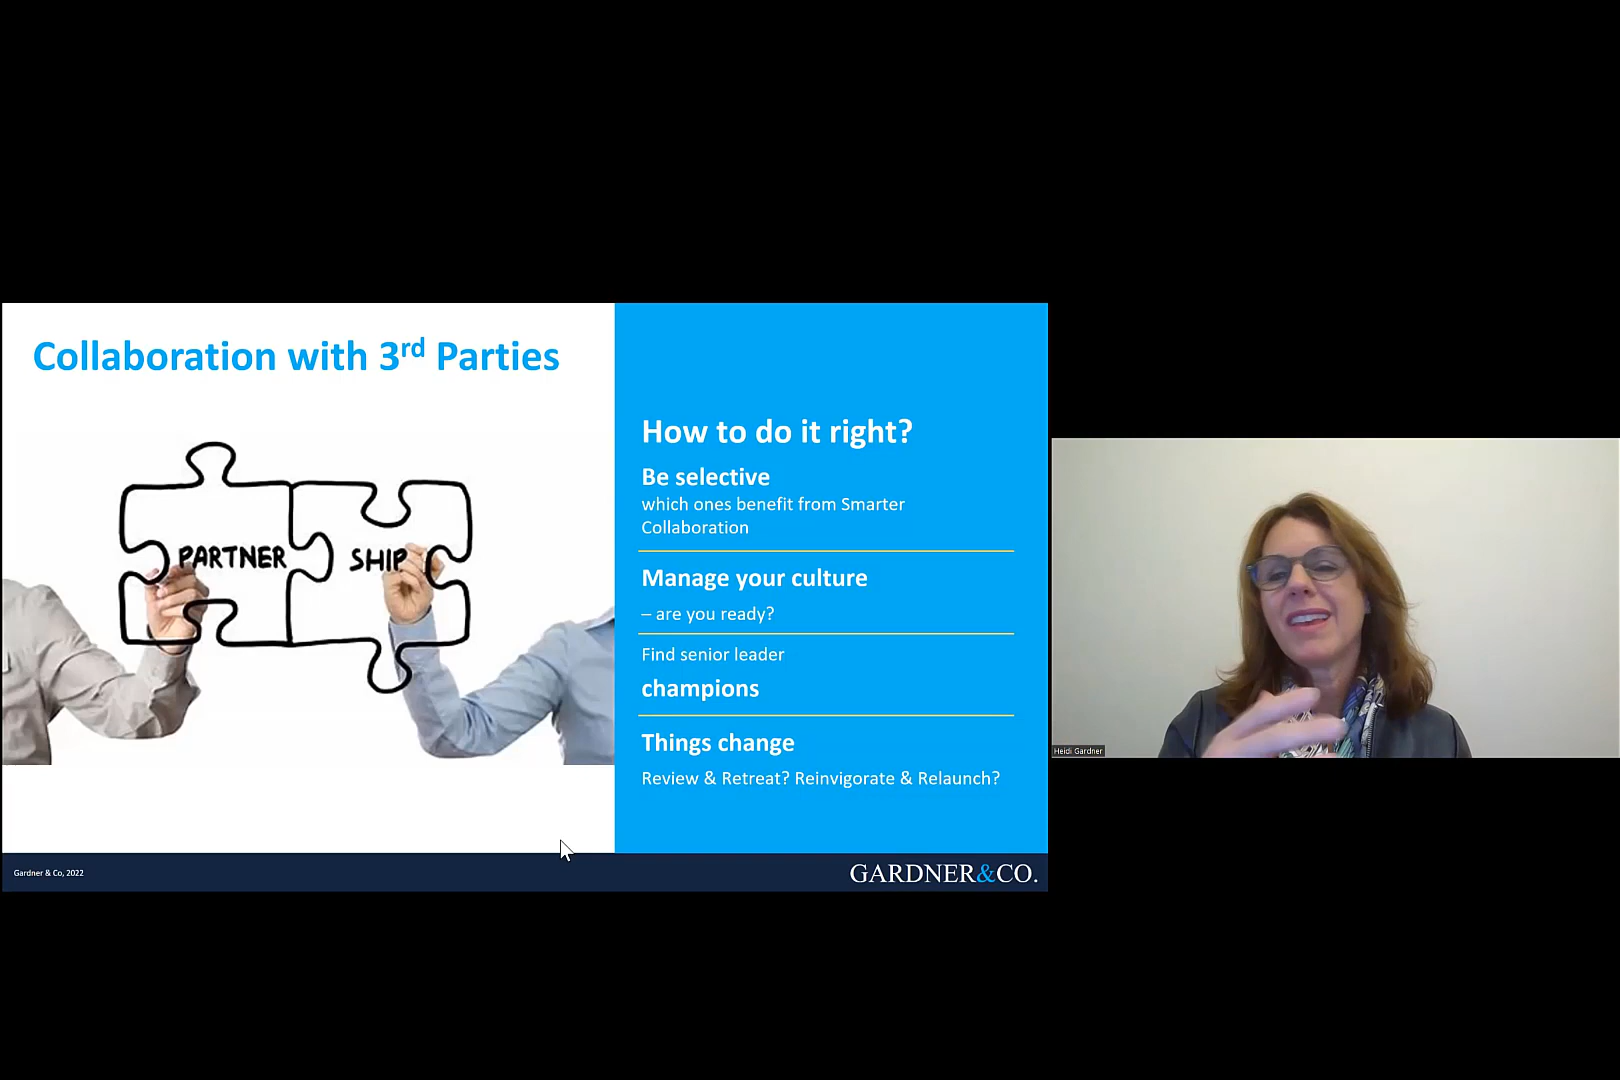 Collaboration with 3rd Parties
PARTNER SHIP
How to do it right?
Be selective
which ones benefit from Smarter
Collaboration
Manage your culture
– are you ready?
Find senior leader
champions
Things change
Review & Retreat? Reinvigorate & Relaunch?
Gardner & Co, 2022
GARDNER&CO.
Heidi Gardner